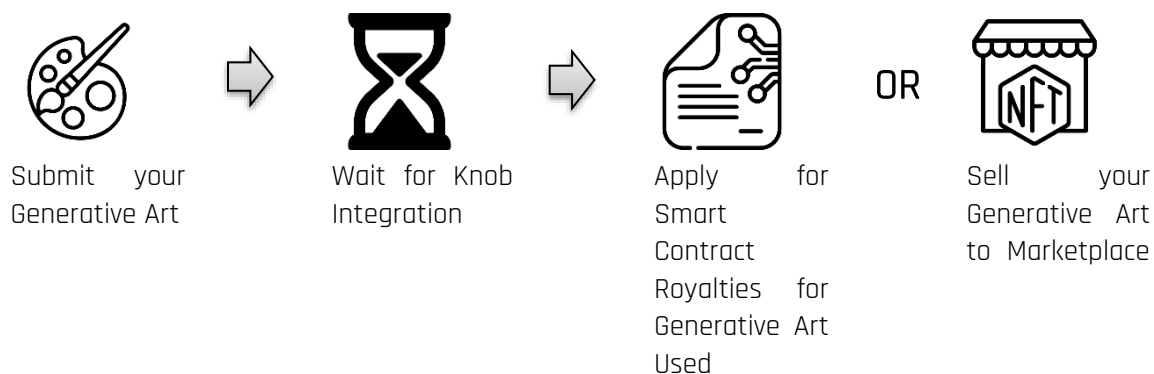 Submit your
Generative Art
Wait for Knob
Integration
Apply for
Smart
Contract
Royalties for
Generative Art
Used
OR
NFT
Sell your
Generative Art
to Marketplace